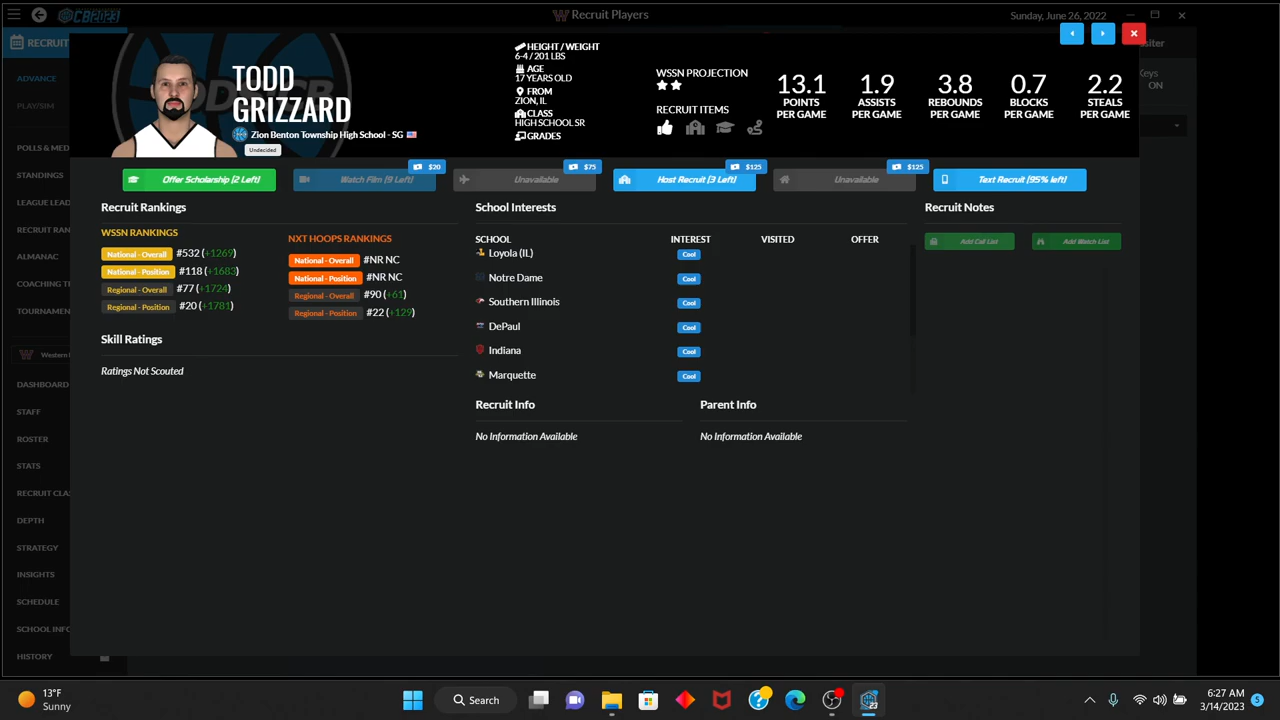 CB2023
Recruit Players
Sunday, June 26, 2022
RECRUIT
ADVANCE
PLAY/SIM
POLLS & MED
STANDINGS
LEAGUE LEAD
RECRUIT RAN
ALMANAC
COACHING T
TOURNAMEN
Western
DASHBOARD
STAFF
ROSTER
STATS
RECRUIT CLA
DEPTH
STRATEGY
INSIGHTS
SCHEDULE
SCHOOL INFO
HISTORY
siter
Keys
ON
TODD
GRIZZARD
Zion Benton Township High School - SG
Undecided
HEIGHT / WEIGHT
6-4 / 201 LBS
AGE
17 YEARS OLD
FROM
ZION, IL
CLASS
HIGH SCHOOL SR
GRADES
WSSN PROJECTION
RECRUIT ITEMS
13.1
POINTS
PER GAME
1.9
ASSISTS
PER GAME
3.8
REBOUNDS
PER GAME
0.7
BLOCKS
PER GAME
2.2
STEALS
PER GAME
$20
$75
$125
$125
Offer Scholarship (2 Left)
Watch Film (9 Left)
Unavailable
Host Recruit (3 Left)
Unavailable
Text Recruit (95% left)
Recruit Rankings
WSSN RANKINGS
National - Overall #532 (+1269)
National - Position #118 (+1683)
Regional - Overall #77 (+1724)
Regional - Position #20 (+1781)
NXT HOOPS RANKINGS
National - Overall #NR NC
National - Position #NR NC
Regional - Overall #90 (+61)
Regional - Position #22 (+129)
Skill Ratings
Ratings Not Scouted
School Interests
SCHOOL INTEREST VISITED OFFER
Loyola (IL) Cool
Notre Dame Cool
Southern Illinois Cool
DePaul Cool
Indiana Cool
Marquette Cool
Recruit Info
No Information Available
Parent Info
No Information Available
Recruit Notes
Add Call List
Add Watch List
13°F
Sunny
Search
23
6:27 AM
3/14/2023
5